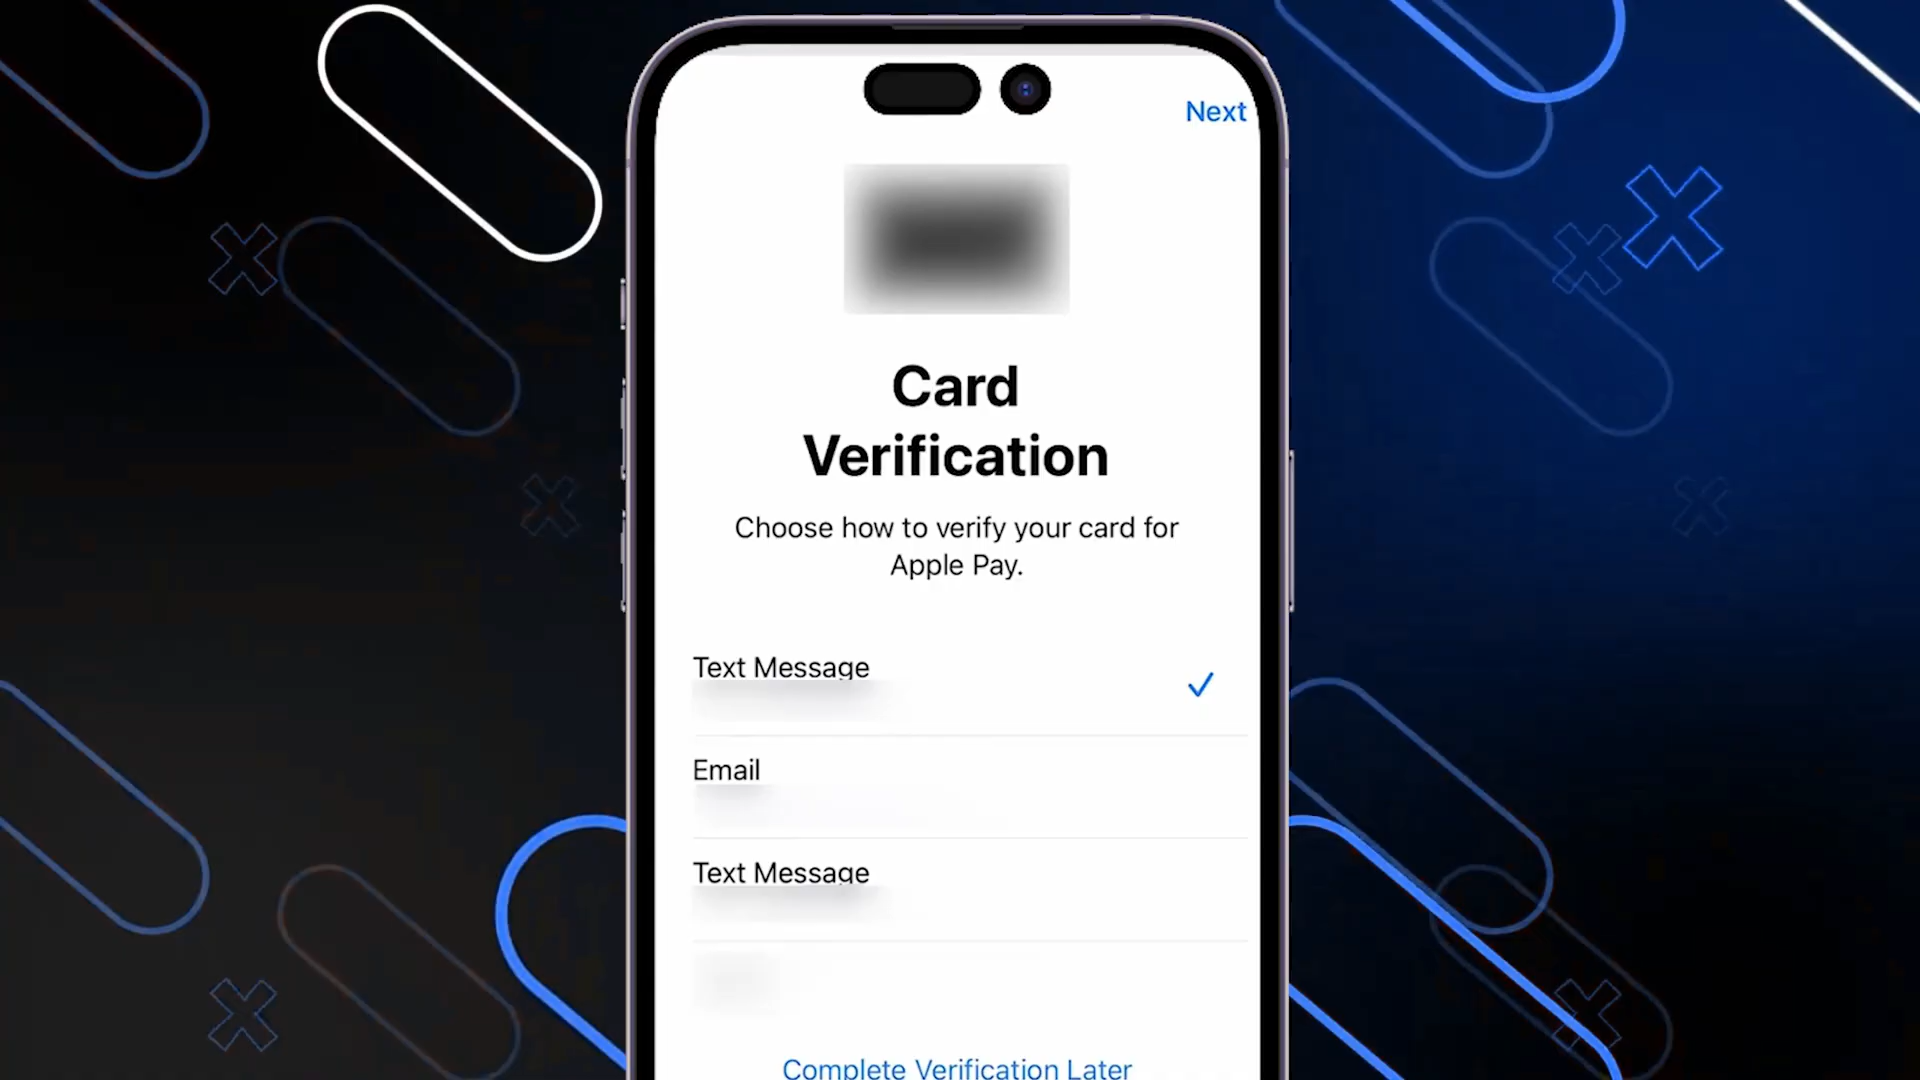 Next
Card
Verification
Choose how to verify your card for
Apple Pay.
Text Message
Email
Text Message
Complete Verification Later